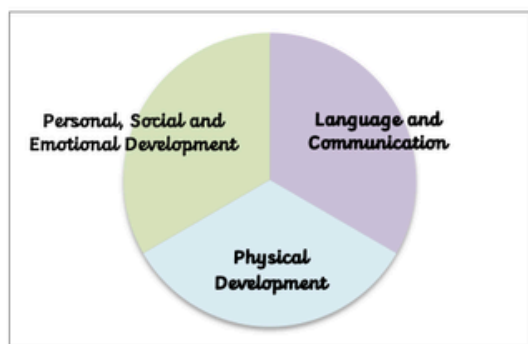 Personal, Social and
Emotional Development
Language and
Communication
Physical
Development